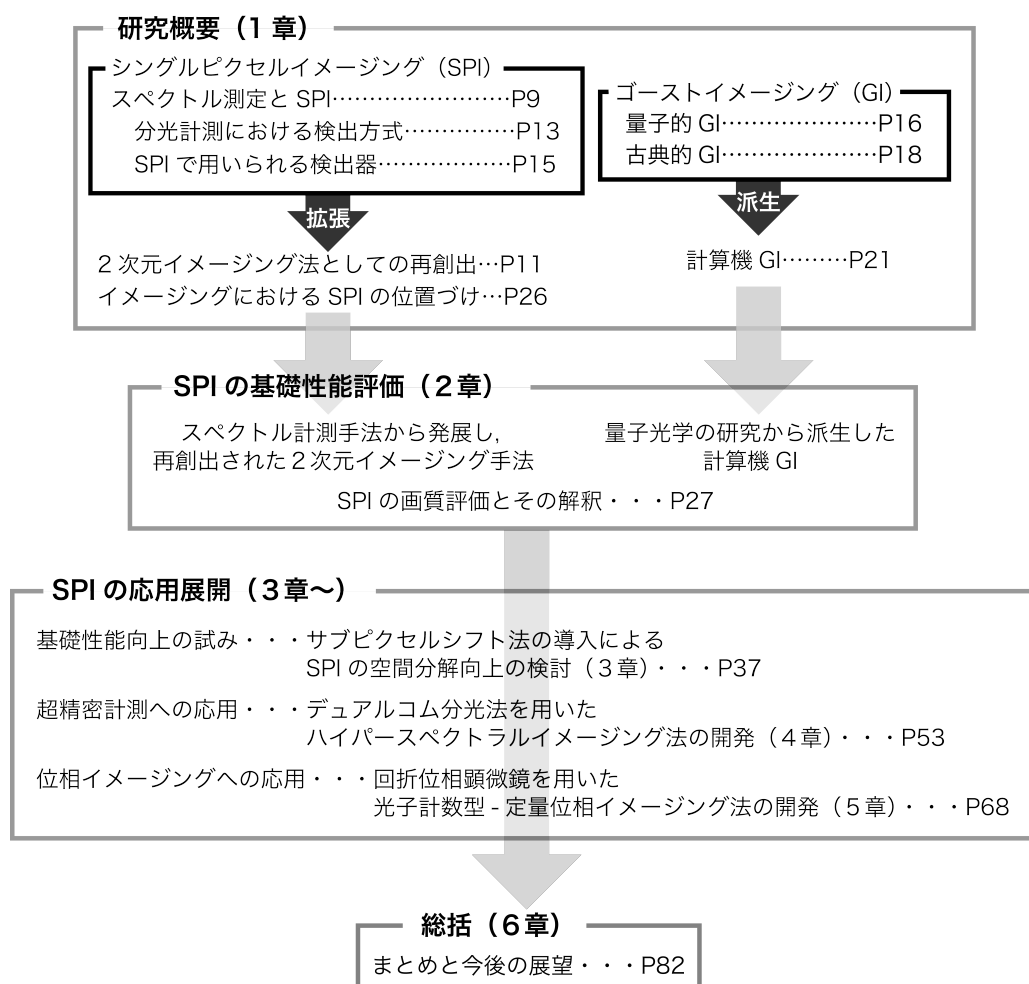 研究概要（1 章）
シングルピクセルイメージング（SPI）
スペクトル測定と SPI························P9
分光計測における検出方式···············P13
SPI で用いられる検出器··················P15
ゴーストイメージング（GI）
量子的 GI·····················P16
古典的 GI·····················P18
拡張
派生
2 次元イメージング法としての再創出···P11
イメージングにおける SPI の位置づけ···P26
計算機 GI·········P21
SPI の基礎性能評価（２章）
スペクトル計測手法から発展し,
再創出された２次元イメージング手法
量子光学の研究から派生した
計算機 GI
SPI の画質評価とその解釈・・・P27
SPI の応用展開（３章〜）
基礎性能向上の試み・・・サブピクセルシフト法の導入による
SPI の空間分解向上の検討（３章）・・・P37
超精密計測への応用・・・デュアルコム分光法を用いた
ハイパースペクトラルイメージング法の開発（４章）・・・P53
位相イメージングへの応用・・・回折位相顕微鏡を用いた
光子計数型 - 定量位相イメージング法の開発（５章）・・・P68
総括（６章）
まとめと今後の展望・・・P82